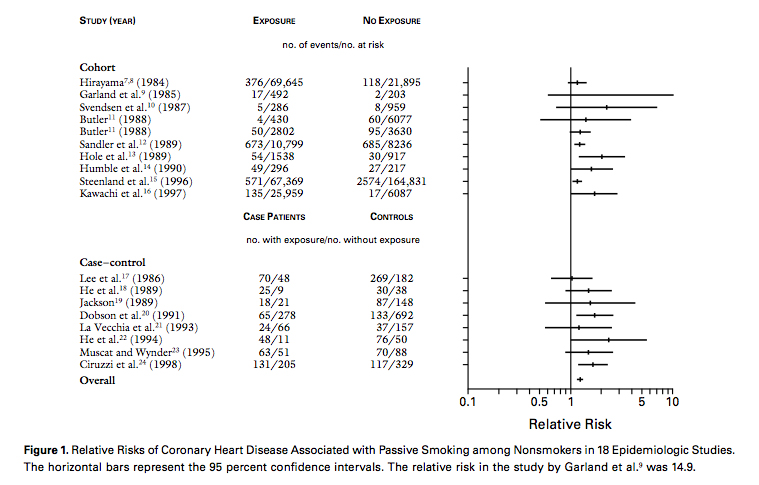 STUDY (YEAR) EXPOSURE NO EXPOSURE
no. of events/no. at risk
Cohort
Hirayama7,8 (1984) 376/69,645 118/21,895
Garland et al.9 (1985) 17/492 2/203
Svendsen et al.10 (1987) 5/286 8/959
Butler11 (1988) 4/430 60/6077
Butler11 (1988) 50/2802 95/3630
Sandler et al.12 (1989) 673/10,799 685/8236
Hole et al.13 (1989) 54/1538 30/917
Humble et al.14 (1990) 49/296 27/217
Steenland et al.15 (1996) 571/67,369 2574/164,831
Kawachi et al.16 (1997) 135/25,959 17/6087
CASE PATIENTS CONTROLS
no. with exposure/no. without exposure
Case–control
Lee et al.17 (1986) 70/48 269/182
He et al.18 (1989) 25/9 30/38
Jackson19 (1989) 18/21 87/148
Dobson et al.20 (1991) 65/278 133/692
La Vecchia et al.21 (1993) 24/66 37/157
He et al.22 (1994) 48/11 76/50
Muscat and Wynder23 (1995) 63/51 70/88
Ciruzzi et al.24 (1998) 131/205 117/329
Overall
0.1 0.5 1 5 10
Relative Risk
Figure 1. Relative Risks of Coronary Heart Disease Associated with Passive Smoking among Nonsmokers in 18 Epidemiologic Studies.
The horizontal bars represent the 95 percent confidence intervals. The relative risk in the study by Garland et al.9 was 14.9.